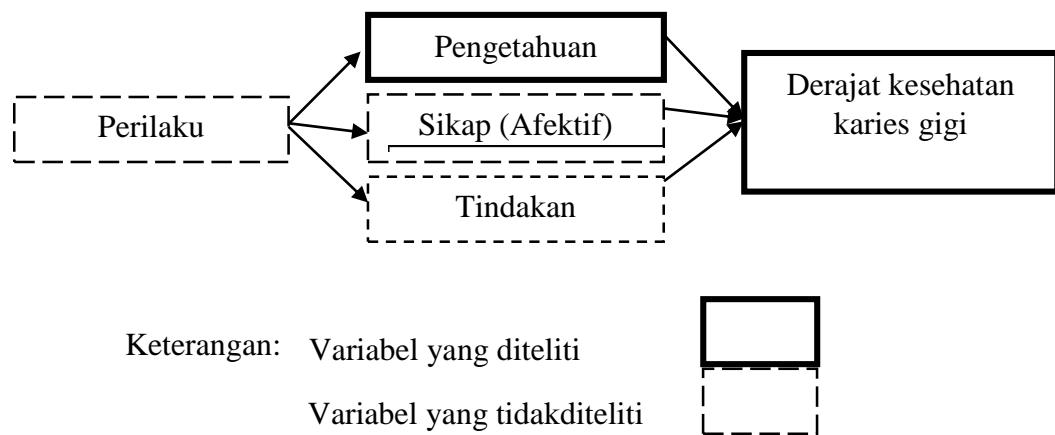 Pengetahuan
Perilaku
Sikap (Afektif)
Tindakan
Derajat kesehatan
karies gigi
Keterangan: Variabel yang diteliti
Variabel yang tidakditeliti